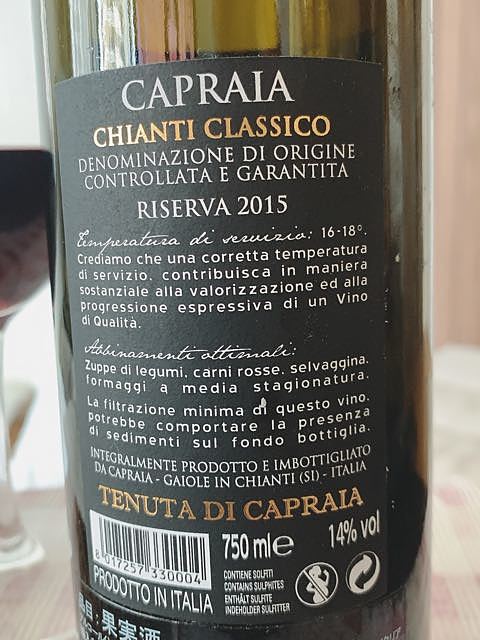 CAPRAIA
CHIANTI CLASSICO
DENOMINAZIONE DI ORIGINE
CONTROLLATA E GARANTITA
RISERVA 2015
Temperatura di servizio: 16-18°.
Crediamo che una corretta temperatura
di servizio, contribuisca in maniera
sostanziale alla valorizzazione ed alla
progressione espressiva di un Vino
di Qualità.
Abbinamenti ottimali:
Zuppe di legumi, carni rosse, selvaggina,
formaggi a media stagionatura.
La filtrazione minima di questo vino,
potrebbe comportare la presenza
di sedimenti sul fondo bottiglia.
INTEGRALMENTE PRODOTTO E IMBOTTIGLIATO
DA CAPRAIA - GAIOLE IN CHIANTI (SI) - ITALIA
TENUTA DI CAPRAIA
750 ml e 14% vol
8 017257 330004
PRODOTTO IN ITALIA
CONTIENE SOLFITI
CONTAINS SULPHITES
ENTHÄLT SULFITE
INDEHOLDER SULFITTER
果実酒